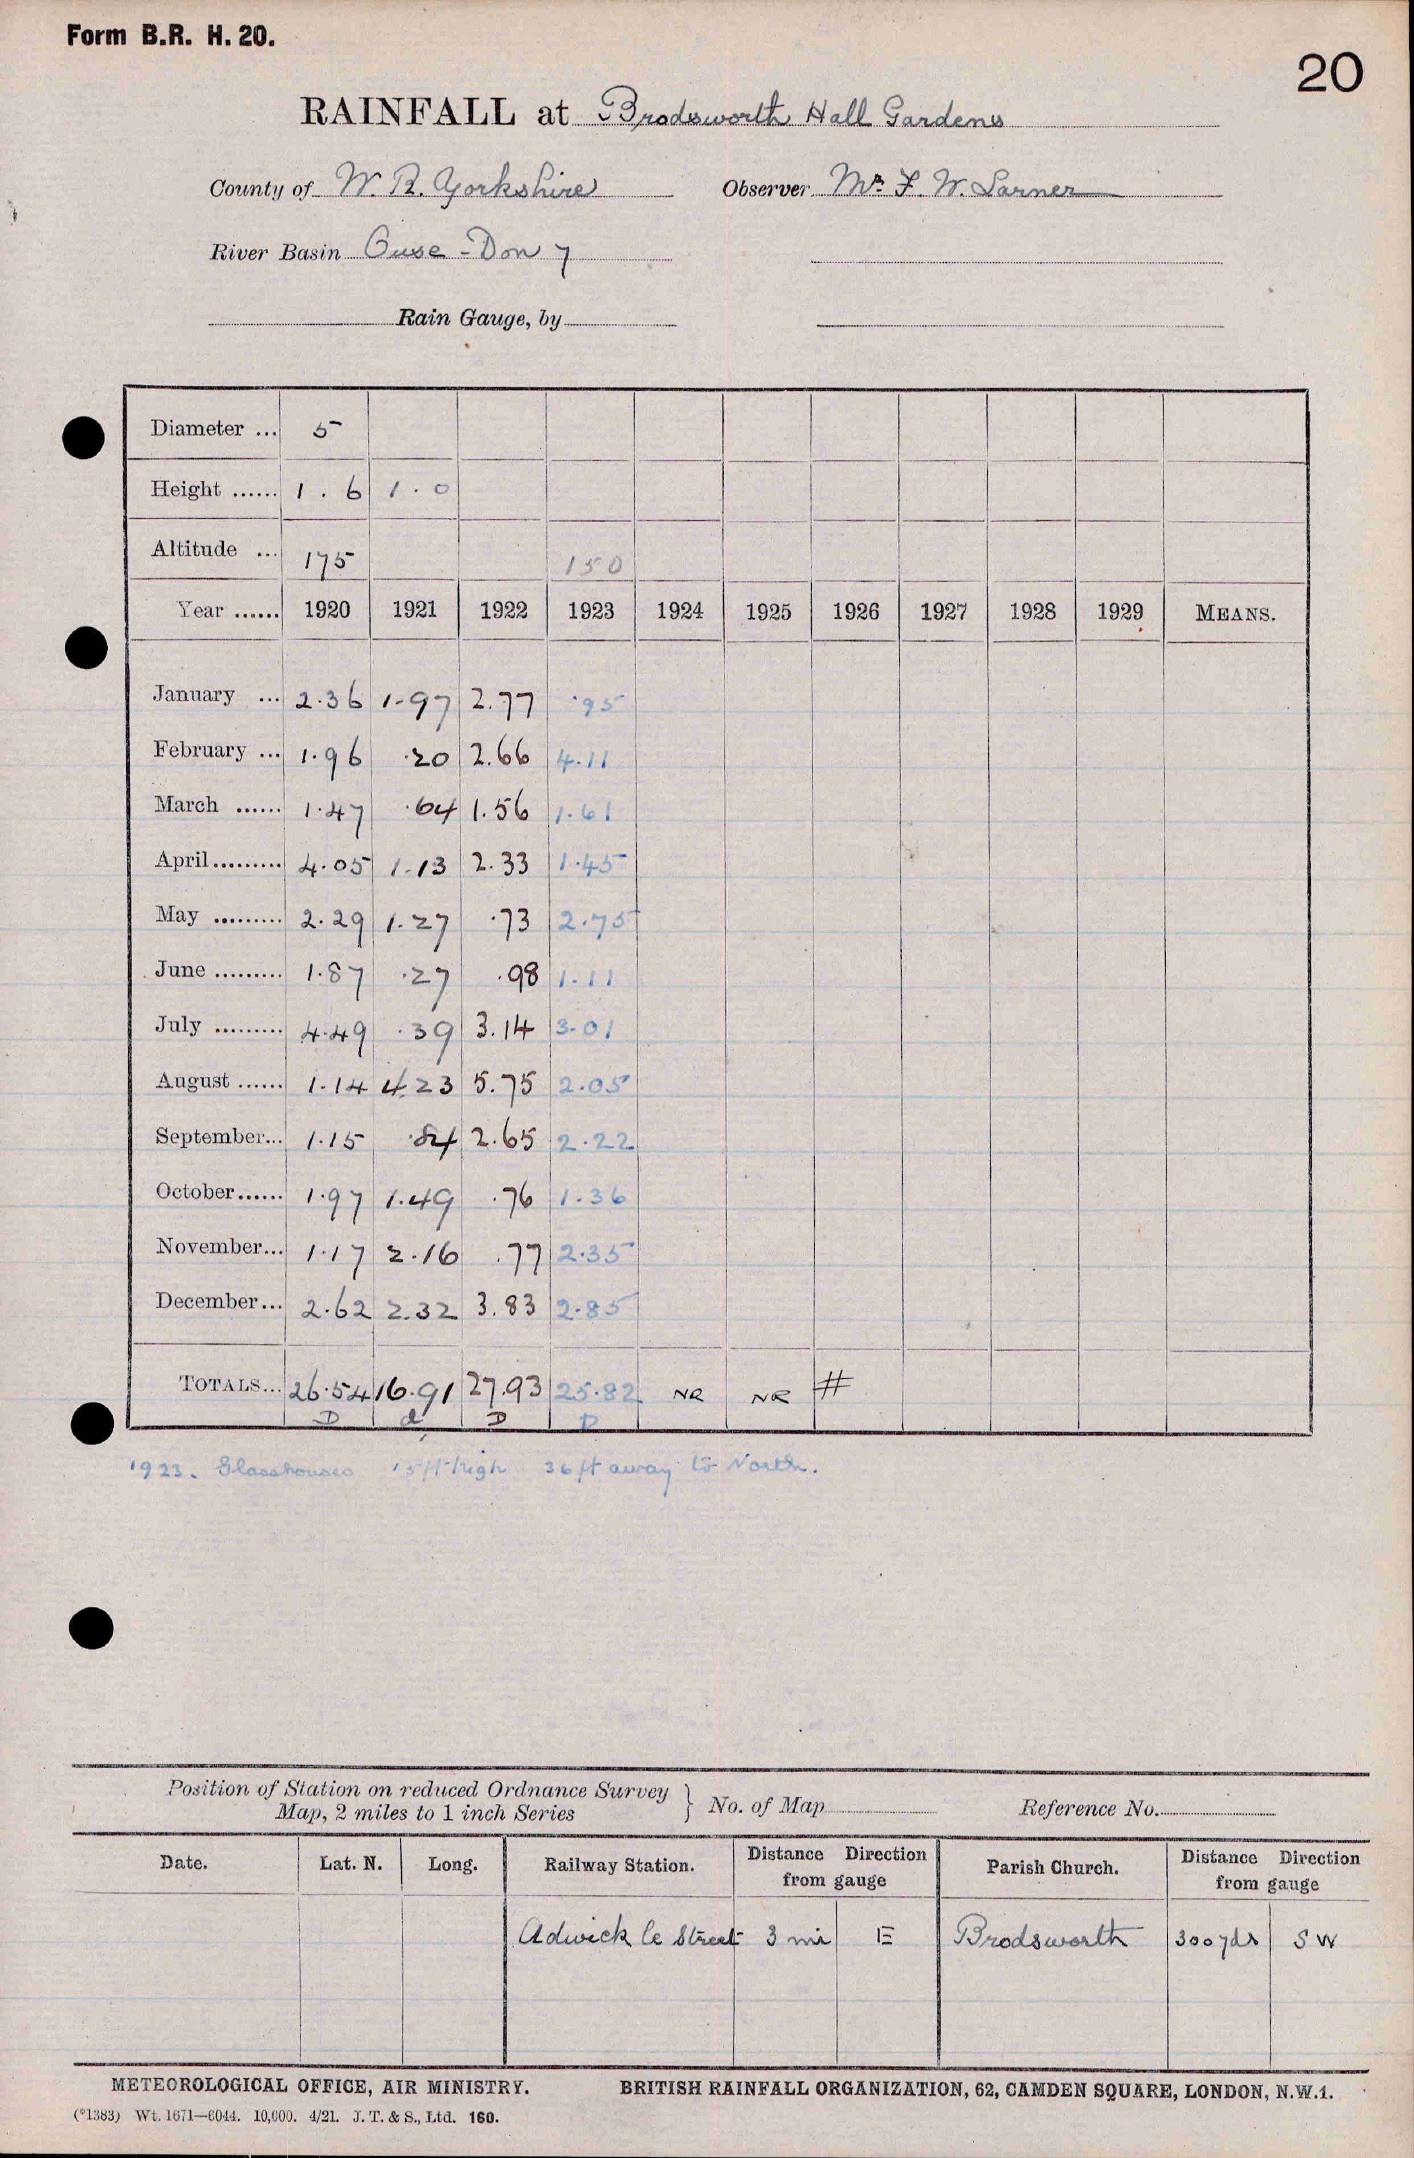 Form B.R. H. 20.
20
RAINFALL at Brodsworth Hall Gardens
County of W. R. Yorkshire Observer Mr. F. W. Larner
River Basin Ouse - Don 7
Rain Gauge, by
Diameter ... 5
Height ...... 1 . 6 1 . 0
Altitude ... 175 150
Year ...... 1920 1921 1922 1923 1924 1925 1926 1927 1928 1929 MEANS.
January ... 2.36 1.97 2.77 .95
February ... 1.96 .20 2.66 4.11
March ...... 1.47 .64 1.56 1.61
April ......... 4.05 1.13 2.33 1.45
May ......... 2.29 1.27 .73 2.75
June ......... 1.87 .27 .98 1.11
July ......... 4.49 .39 3.14 3.01
August ...... 1.14 4.23 5.75 2.05
September... 1.15 .84 2.65 2.22
October...... 1.97 1.49 .76 1.36
November... 1.17 2.16 .77 2.35
December... 2.62 2.32 3.83 2.85
TOTALS... 26.54 16.91 27.93 25.82 NR NR #
D d D D
1923. Glasshouses 15ft high 36ft away to North.
Position of Station on reduced Ordnance Survey
Map, 2 miles to 1 inch Series } No. of Map Reference No.
Date. Lat. N. Long. Railway Station. Distance Direction from gauge Parish Church. Distance Direction from gauge
Adwick le Street 3 mi E Brodsworth 300 yds S W
METEOROLOGICAL OFFICE, AIR MINISTRY. BRITISH RAINFALL ORGANIZATION, 62, CAMDEN SQUARE, LONDON, N.W.1.
(*1383) Wt. 1671—6044. 10,000. 4/21. J. T. & S., Ltd. 160.